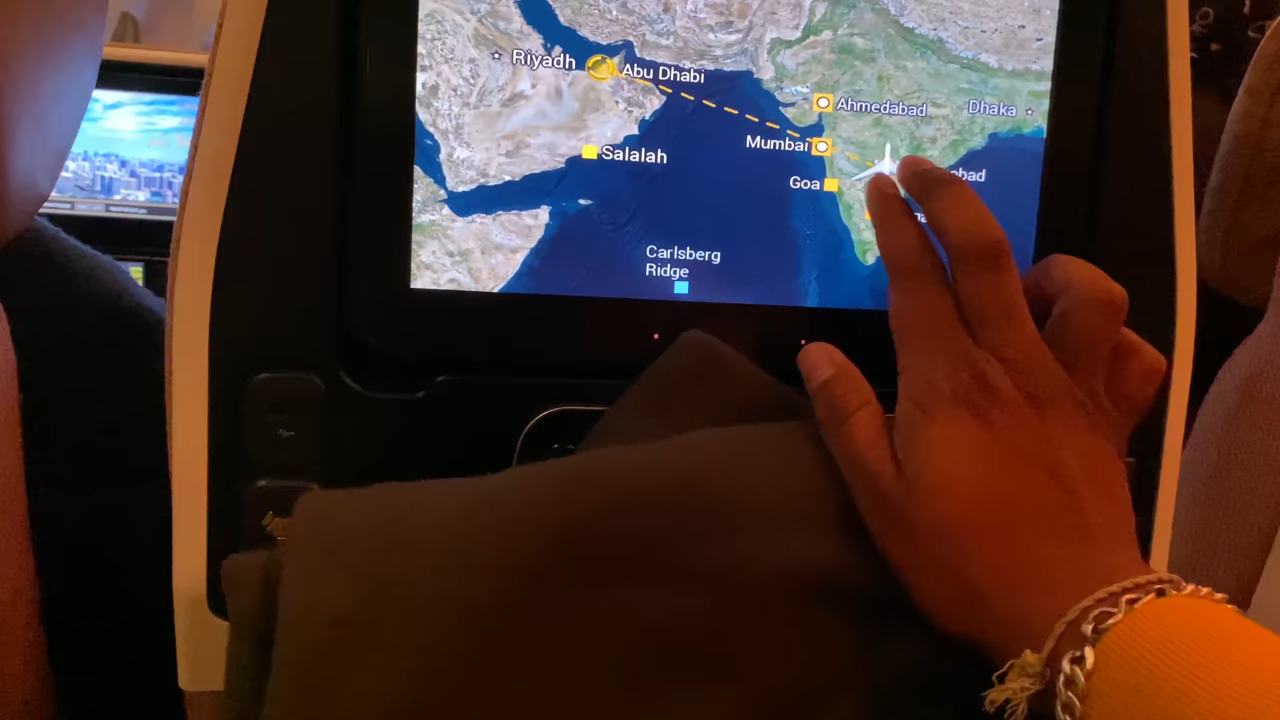 Riyadh
Abu Dhabi
Ahmedabad
Dhaka
Mumbai
Salalah
Goa
Carlsberg
Ridge